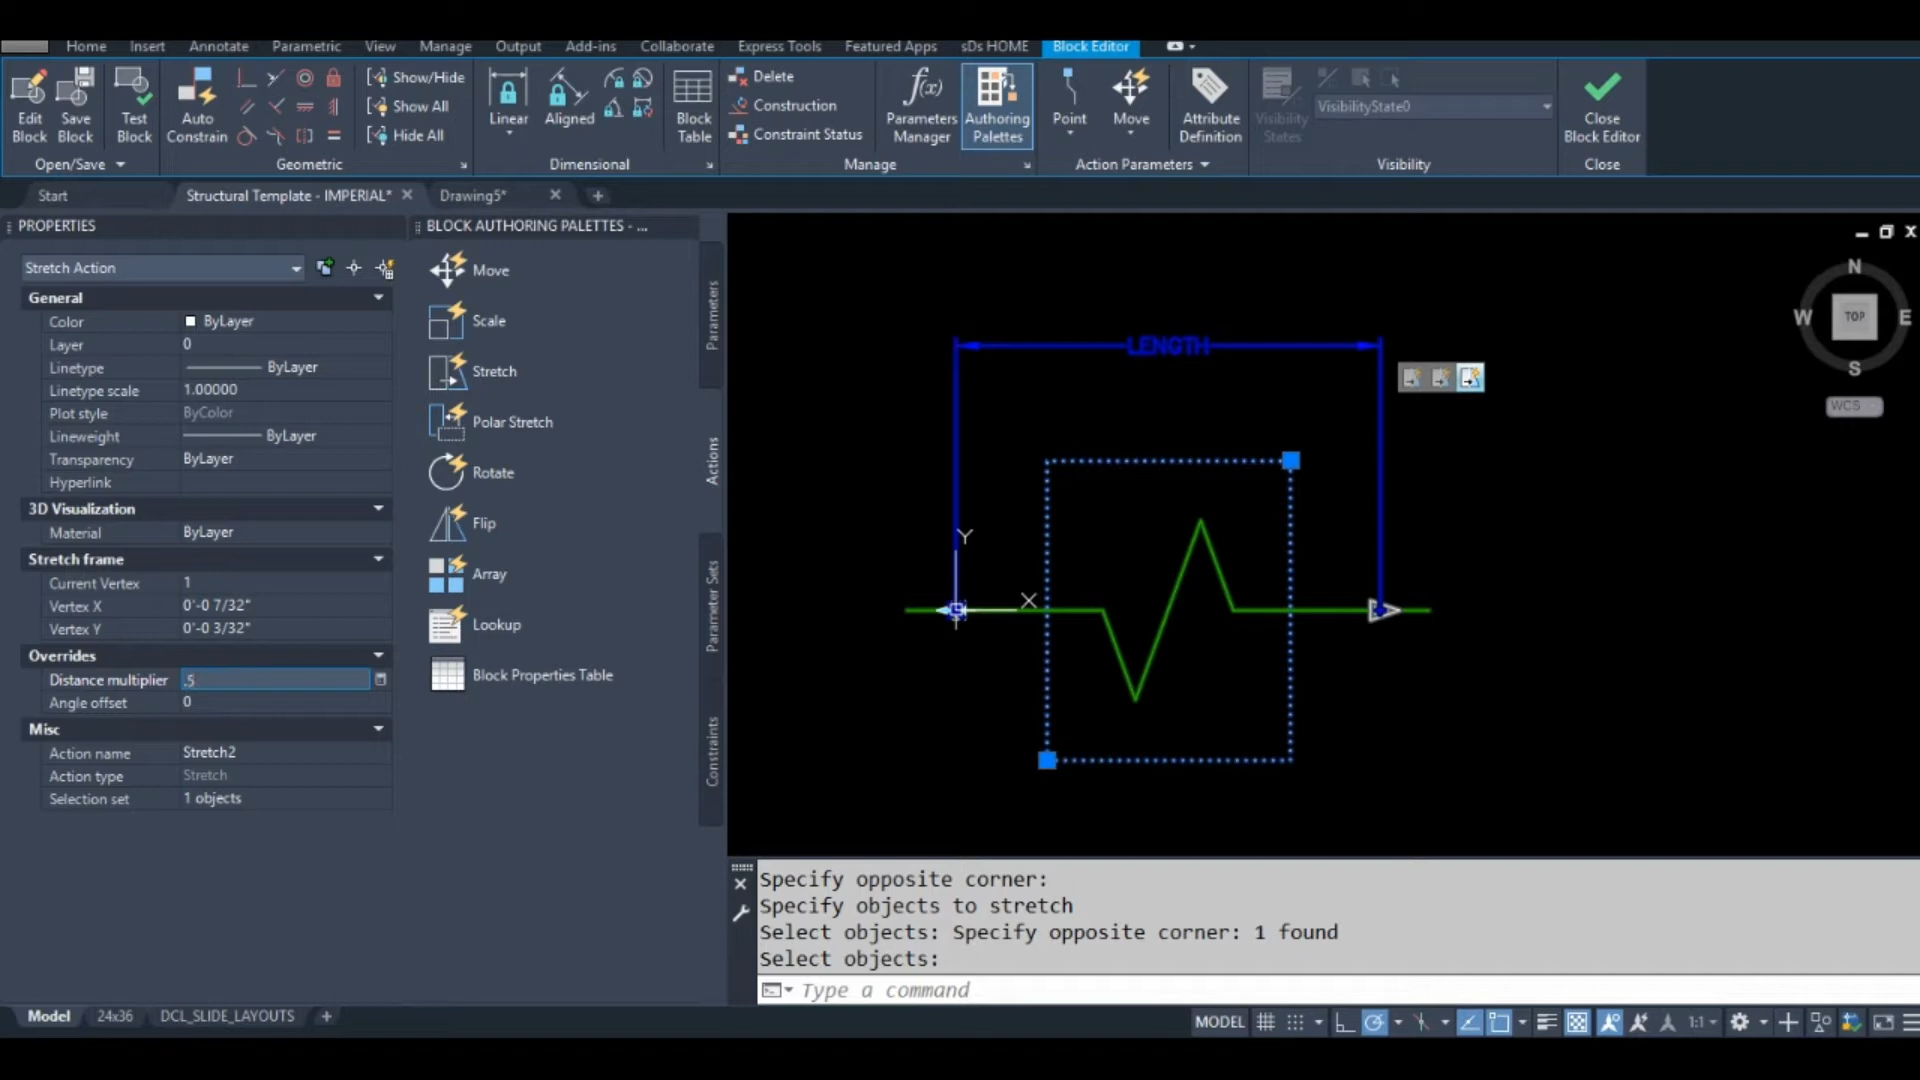 Home Insert Annotate Parametric View Manage Output Add-ins Collaborate Express Tools Featured Apps sDs HOME Block Editor
Edit Block
Save Block
Test Block
Auto Constrain
Show/Hide
Show All
Hide All
Linear
Aligned
Block Table
Delete
Construction
Constraint Status
Parameters Manager
Authoring Palettes
Point
Move
Attribute Definition
Visibility States
VisibilityState0
Close Block Editor
Open/Save Geometric Dimensional Manage Action Parameters Visibility Close
Start Structural Template - IMPERIAL* Drawing5*
PROPERTIES
Stretch Action
General
Color ByLayer
Layer 0
Linetype ByLayer
Linetype scale 1.00000
Plot style ByColor
Lineweight ByLayer
Transparency ByLayer
Hyperlink
3D Visualization
Material ByLayer
Stretch frame
Current Vertex 1
Vertex X 0'-0 7/32"
Vertex Y 0'-0 3/32"
Overrides
Distance multiplier .5
Angle offset 0
Misc
Action name Stretch2
Action type Stretch
Selection set 1 objects
BLOCK AUTHORING PALETTES - ...
Move
Scale
Stretch
Polar Stretch
Rotate
Flip
Array
Lookup
Block Properties Table
Parameters
Actions
Parameter Sets
Constraints
LENGTH
Y
X
N
W TOP E
S
WCS
Specify opposite corner:
Specify objects to stretch
Select objects: Specify opposite corner: 1 found
Select objects:
Type a command
Model 24x36 DCL_SLIDE_LAYOUTS
MODEL 1:1